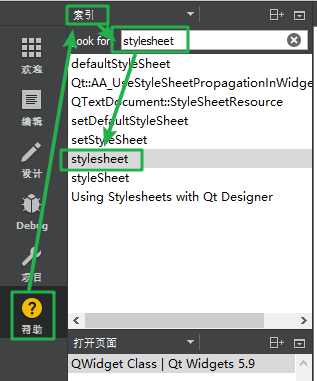 索引
Look for:
stylesheet
defaultStyleSheet
Qt::AA_UseStyleSheetPropagationInWidge
QTextDocument::StyleSheetResource
setDefaultStyleSheet
setStyleSheet
stylesheet
styleSheet
Using Stylesheets with Qt Designer
欢迎
编辑
设计
Debug
项目
帮助
打开页面
QWidget Class | Qt Widgets 5.9